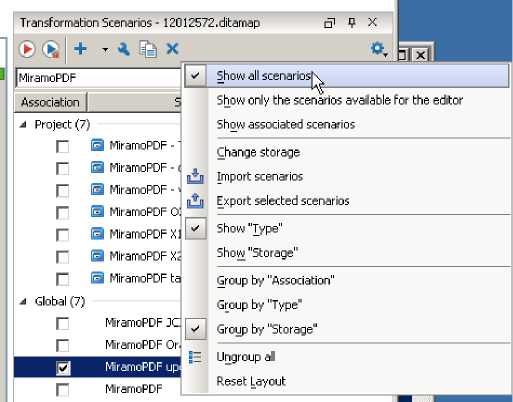 Transformation Scenarios - 12012572.ditamap
MiramoPDF
Association
S
Project (7)
MiramoPDF -
MiramoPDF -
MiramoPDF -
MiramoPDF
MiramoPDF X1
MiramoPDF X2
MiramoPDF ta
Global (7)
MiramoPDF JC
MiramoPDF Or
MiramoPDF up
MiramoPDF
Show all scenarios
Show only the scenarios available for the editor
Show associated scenarios
Change storage
Import scenarios
Export selected scenarios
Show "Type"
Show "Storage"
Group by "Association"
Group by "Type"
Group by "Storage"
Ungroup all
Reset Layout